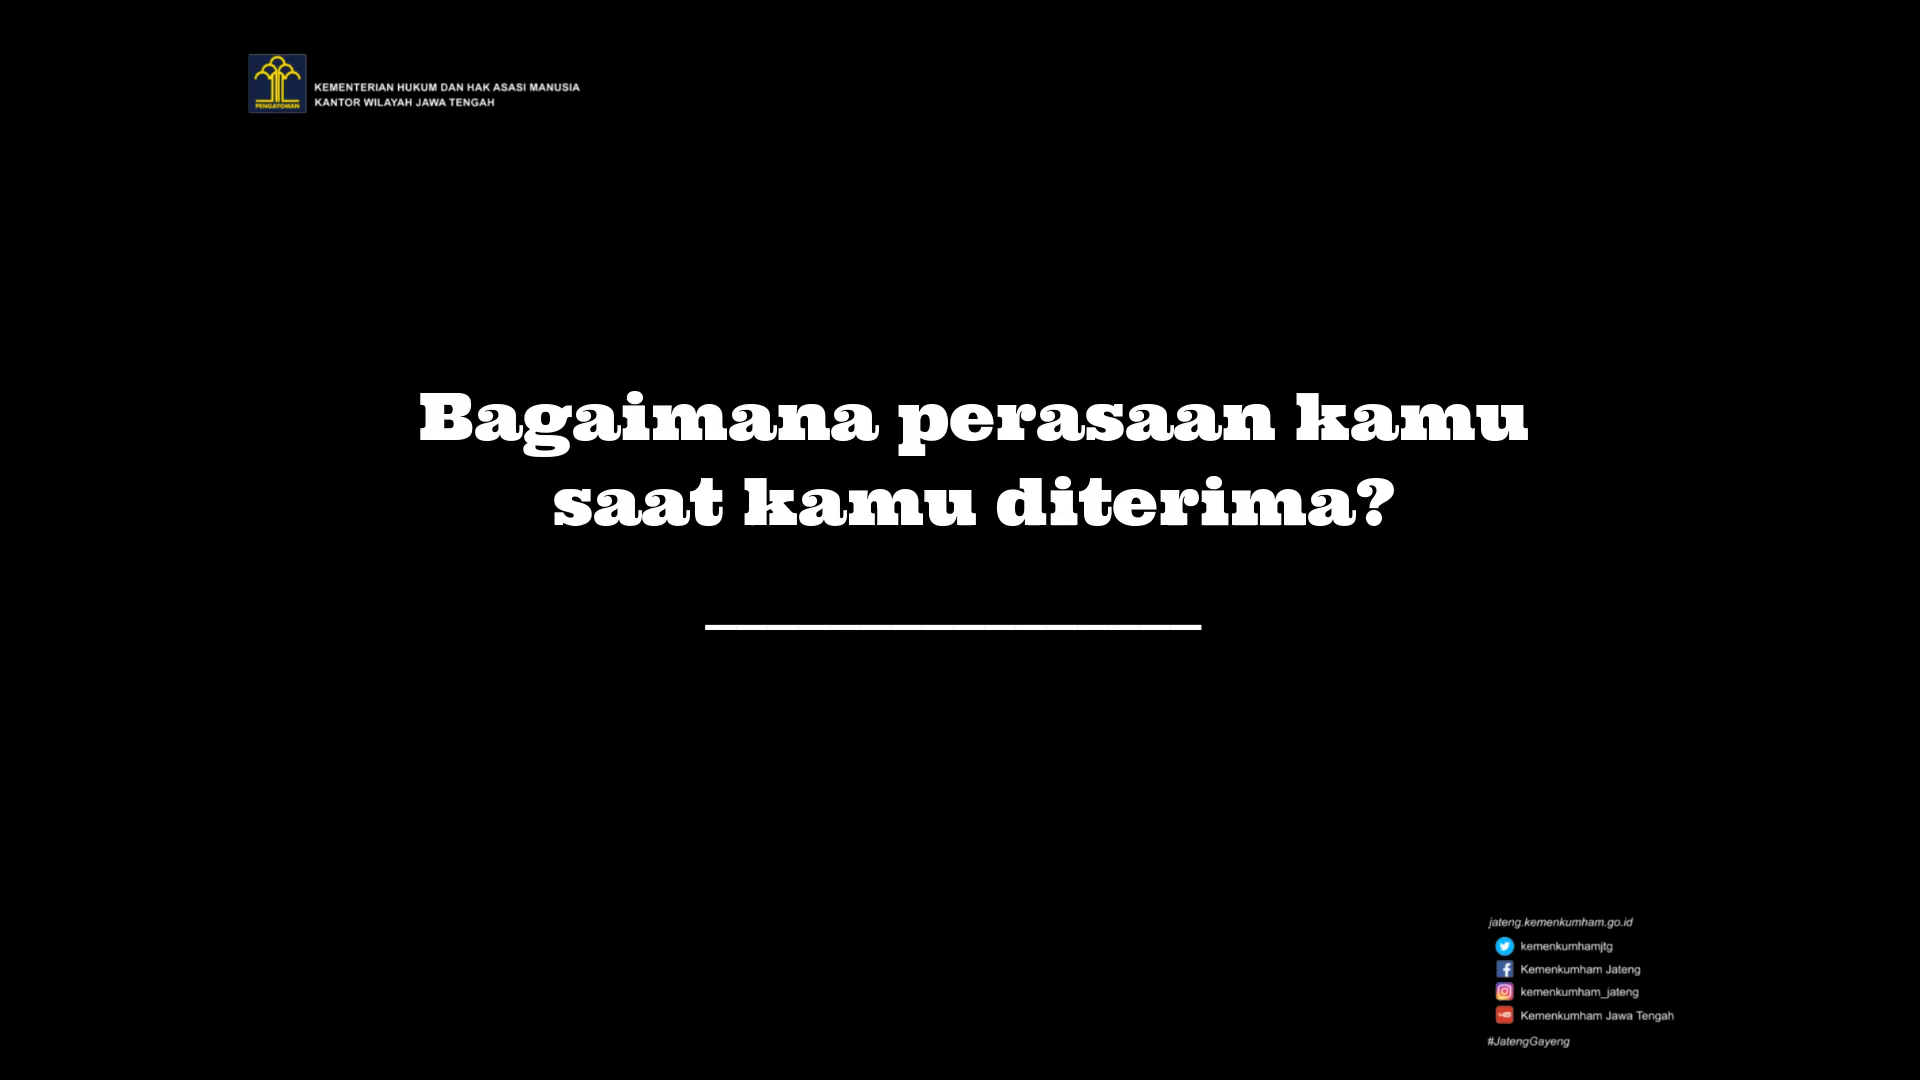 PENGAYOMAN
KEMENTERIAN HUKUM DAN HAK ASASI MANUSIA
KANTOR WILAYAH JAWA TENGAH
Bagaimana perasaan kamu
saat kamu diterima?
jateng.kemenkumham.go.id
kemenkumhamjtg
Kemenkumham Jateng
kemenkumham_jateng
Kemenkumham Jawa Tengah
#JatengGayeng